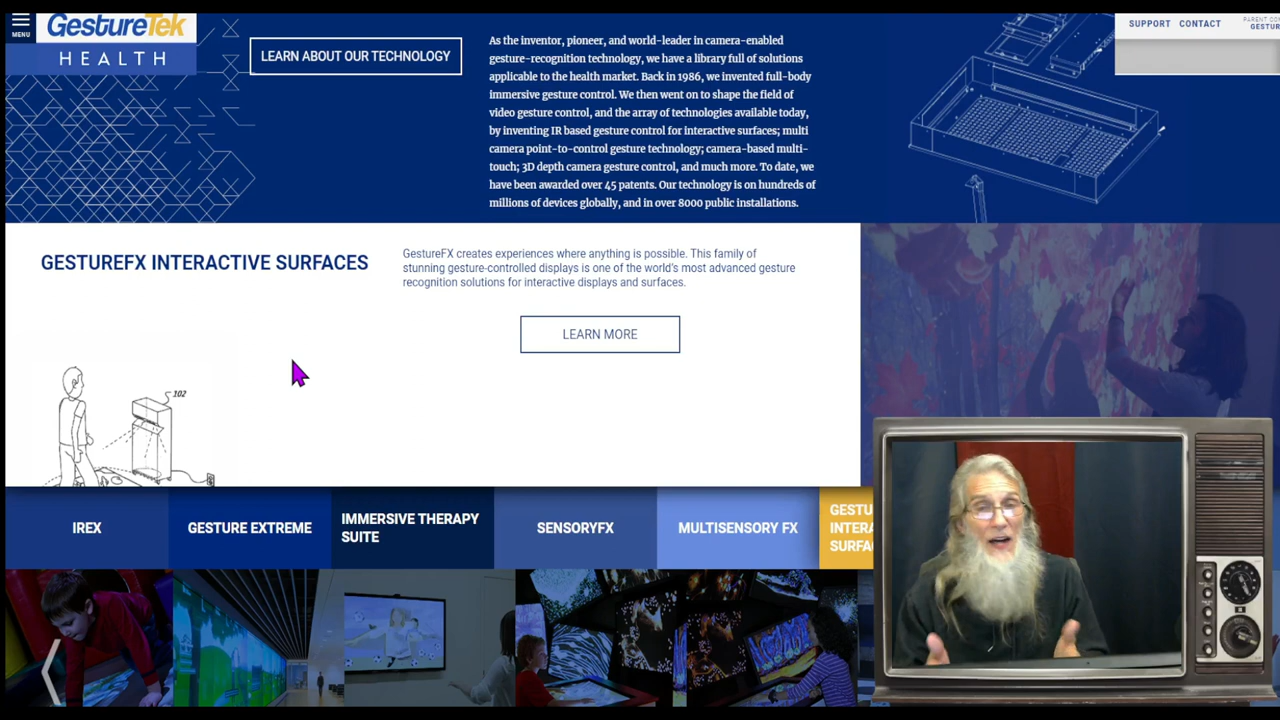 MENU
GestureTek
HEALTH
LEARN ABOUT OUR TECHNOLOGY
As the inventor, pioneer, and world-leader in camera-enabled
gesture-recognition technology, we have a library full of solutions
applicable to the health market. Back in 1986, we invented full-body
immersive gesture control. We then went on to shape the field of
video gesture control, and the array of technologies available today,
by inventing IR based gesture control for interactive surfaces; multi
camera point-to-control gesture technology; camera-based multi-
touch; 3D depth camera gesture control, and much more. To date, we
have been awarded over 45 patents. Our technology is on hundreds of
millions of devices globally, and in over 8000 public installations.
SUPPORT CONTACT
PARENT CO
GESTUR
GESTUREFX INTERACTIVE SURFACES
GestureFX creates experiences where anything is possible. This family of
stunning gesture-controlled displays is one of the world's most advanced gesture
recognition solutions for interactive displays and surfaces.
LEARN MORE
102
IREX
GESTURE EXTREME
IMMERSIVE THERAPY
SUITE
SENSORYFX
MULTISENSORY FX
GESTU
INTERA
SURFA